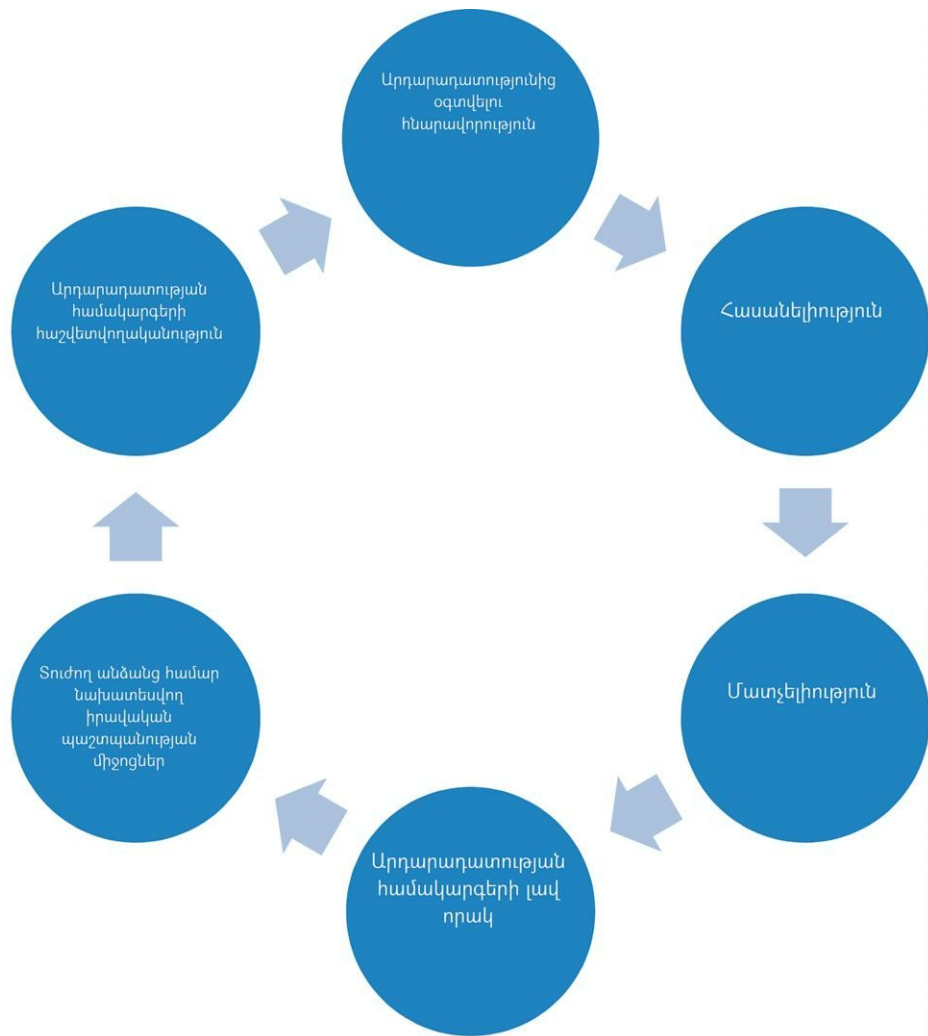 Արդարադատությունից
օգտվելու
հնարավորություն
Հասանելիություն
Մատչելիություն
Արդարադատության
համակարգերի լավ
որակ
Տուժող անձանց համար
նախատեսվող
իրավական
պաշտպանության
միջոցներ
Արդարադատության
համակարգերի
հաշվետվողականություն